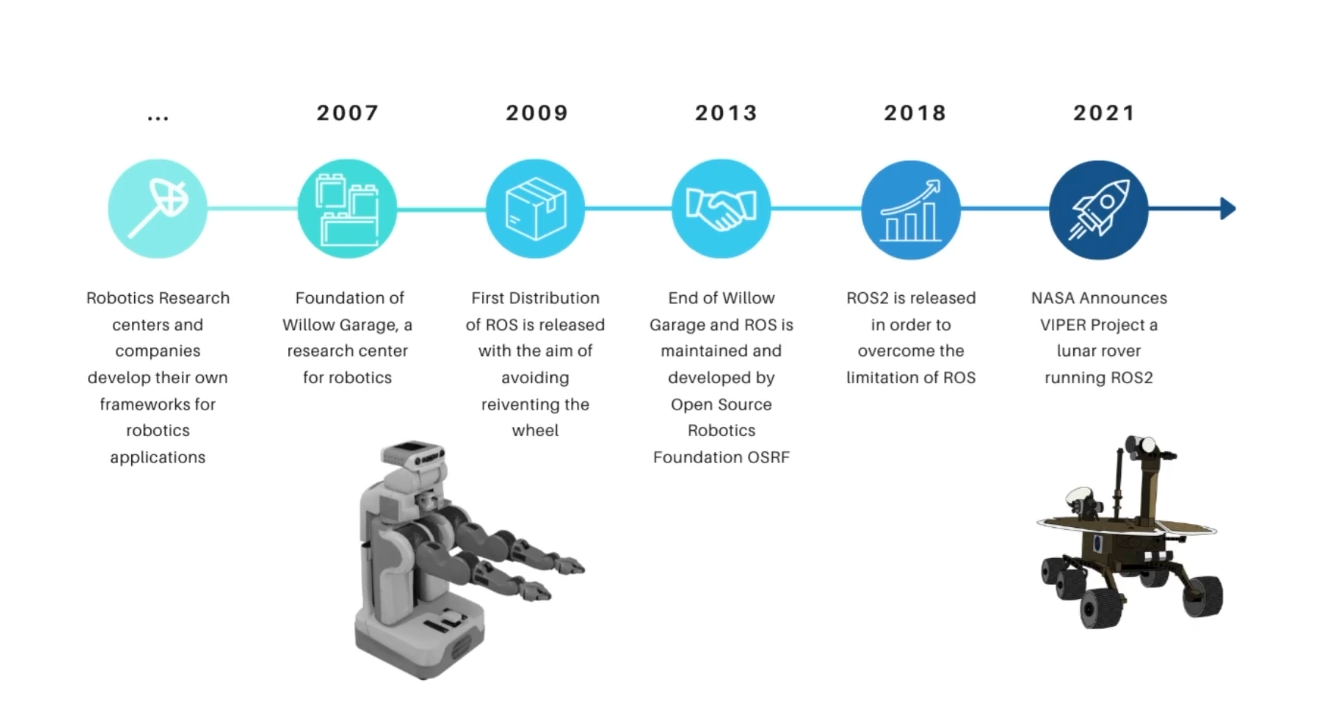 ...
2007
2009
2013
2018
2021
Robotics Research
centers and
companies
develop their own
frameworks for
robotics
applications
Foundation of
Willow Garage, a
research center
for robotics
First Distribution
of ROS is released
with the aim of
avoiding
reiventing the
wheel
End of Willow
Garage and ROS is
maintained and
developed by
Open Source
Robotics
Foundation OSRF
ROS2 is released
in order to
overcome the
limitation of ROS
NASA Announces
VIPER Project a
lunar rover
running ROS2